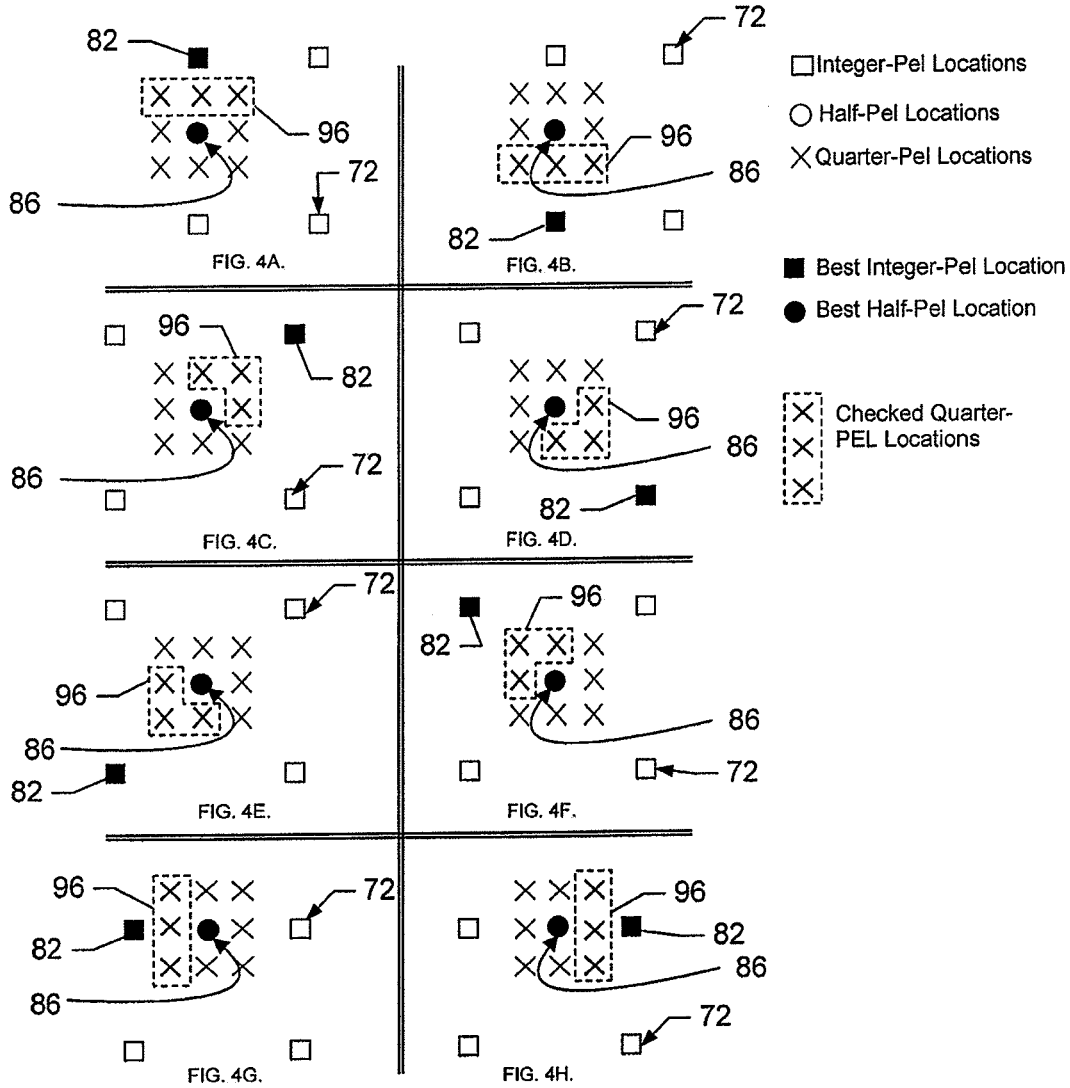 82
72
96
86
72
FIG. 4A.
72
96
86
82
FIG. 4B.
Integer-Pel Locations
Half-Pel Locations
Quarter-Pel Locations
Best Integer-Pel Location
Best Half-Pel Location
Checked Quarter-
PEL Locations
96
82
86
72
FIG. 4C.
72
96
86
82
FIG. 4D.
72
96
86
82
FIG. 4E.
96
82
86
72
FIG. 4F.
96
72
82
86
FIG. 4G.
96
82
86
72
FIG. 4H.